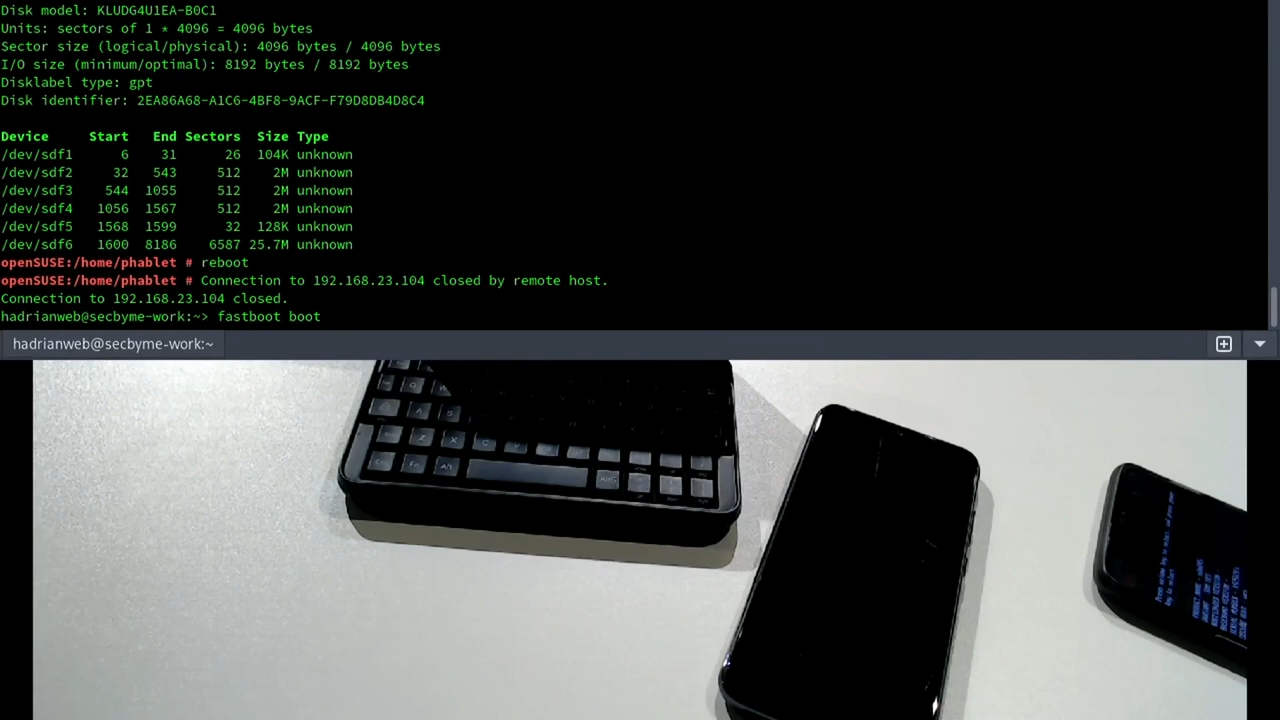 Disk model: KLUDG4U1EA-B0C1
Units: sectors of 1 * 4096 = 4096 bytes
Sector size (logical/physical): 4096 bytes / 4096 bytes
I/O size (minimum/optimal): 8192 bytes / 8192 bytes
Disklabel type: gpt
Disk identifier: 2EA86A68-A1C6-4BF8-9ACF-F79D8DB4D8C4
Device Start End Sectors Size Type
/dev/sdf1 6 31 26 104K unknown
/dev/sdf2 32 543 512 2M unknown
/dev/sdf3 544 1055 512 2M unknown
/dev/sdf4 1056 1567 512 2M unknown
/dev/sdf5 1568 1599 32 128K unknown
/dev/sdf6 1600 8186 6587 25.7M unknown
openSUSE:/home/phablet # reboot
openSUSE:/home/phablet # Connection to 192.168.23.104 closed by remote host.
Connection to 192.168.23.104 closed.
hadrianweb@secbyme-work:~> fastboot boot
hadrianweb@secbyme-work:~
Q W
A S
Z X C V
Fn Alt